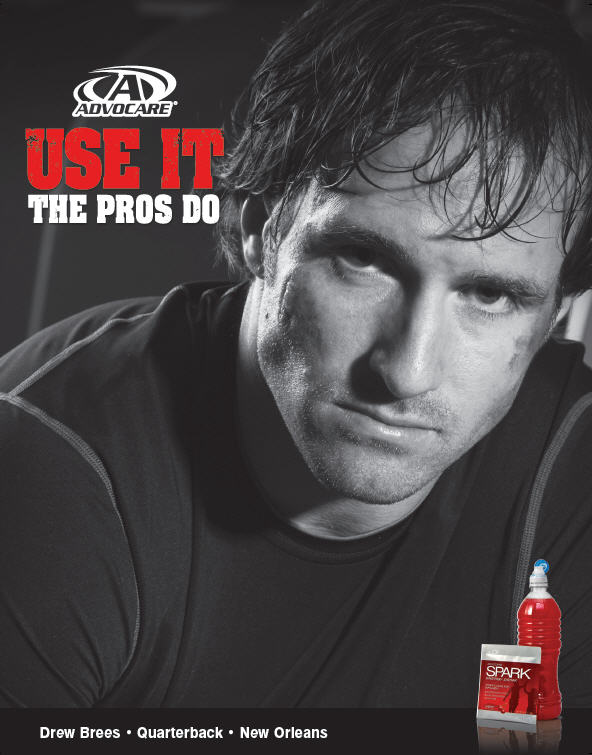 A
ADVOCARE®
USE IT
THE PROS DO
SPARK
Drew Brees • Quarterback • New Orleans